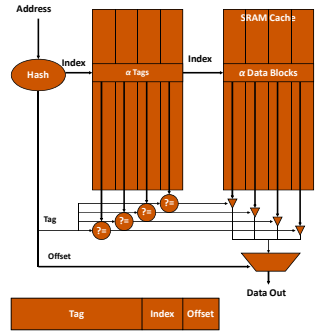 Address
SRAM Cache
Index
Index
Hash
α Tags
α Data Blocks
?=
?=
?=
?=
Tag
Offset
Data Out
Tag
Index
Offset